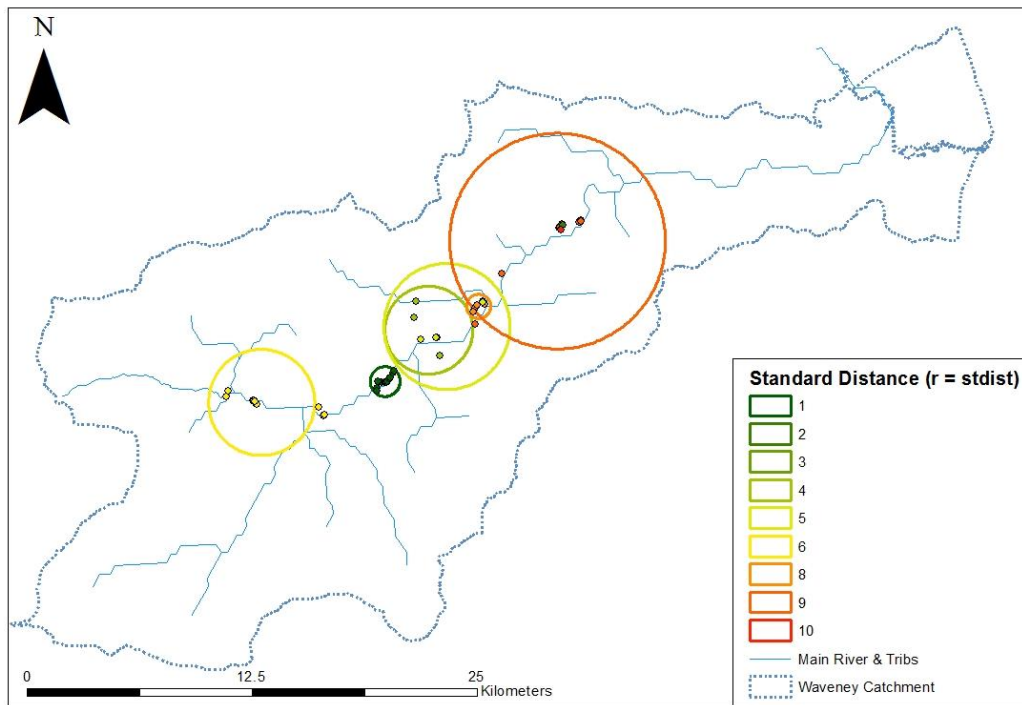 N
Standard Distance (r = stdist)
1
2
3
4
5
6
8
9
10
Main River & Tribs
Waveney Catchment
0 12.5 25
Kilometers